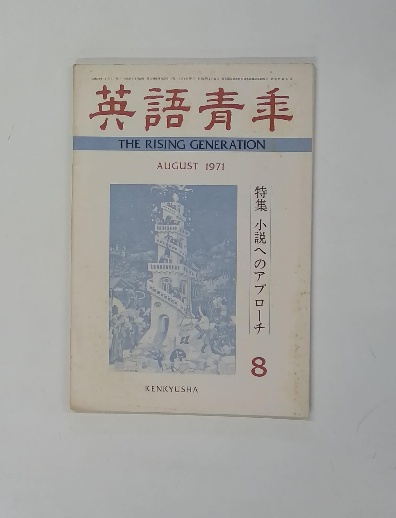 英語青年
THE RISING GENERATION
AUGUST 1971
特集 小説へのアプローチ
8
KENKYUSHA